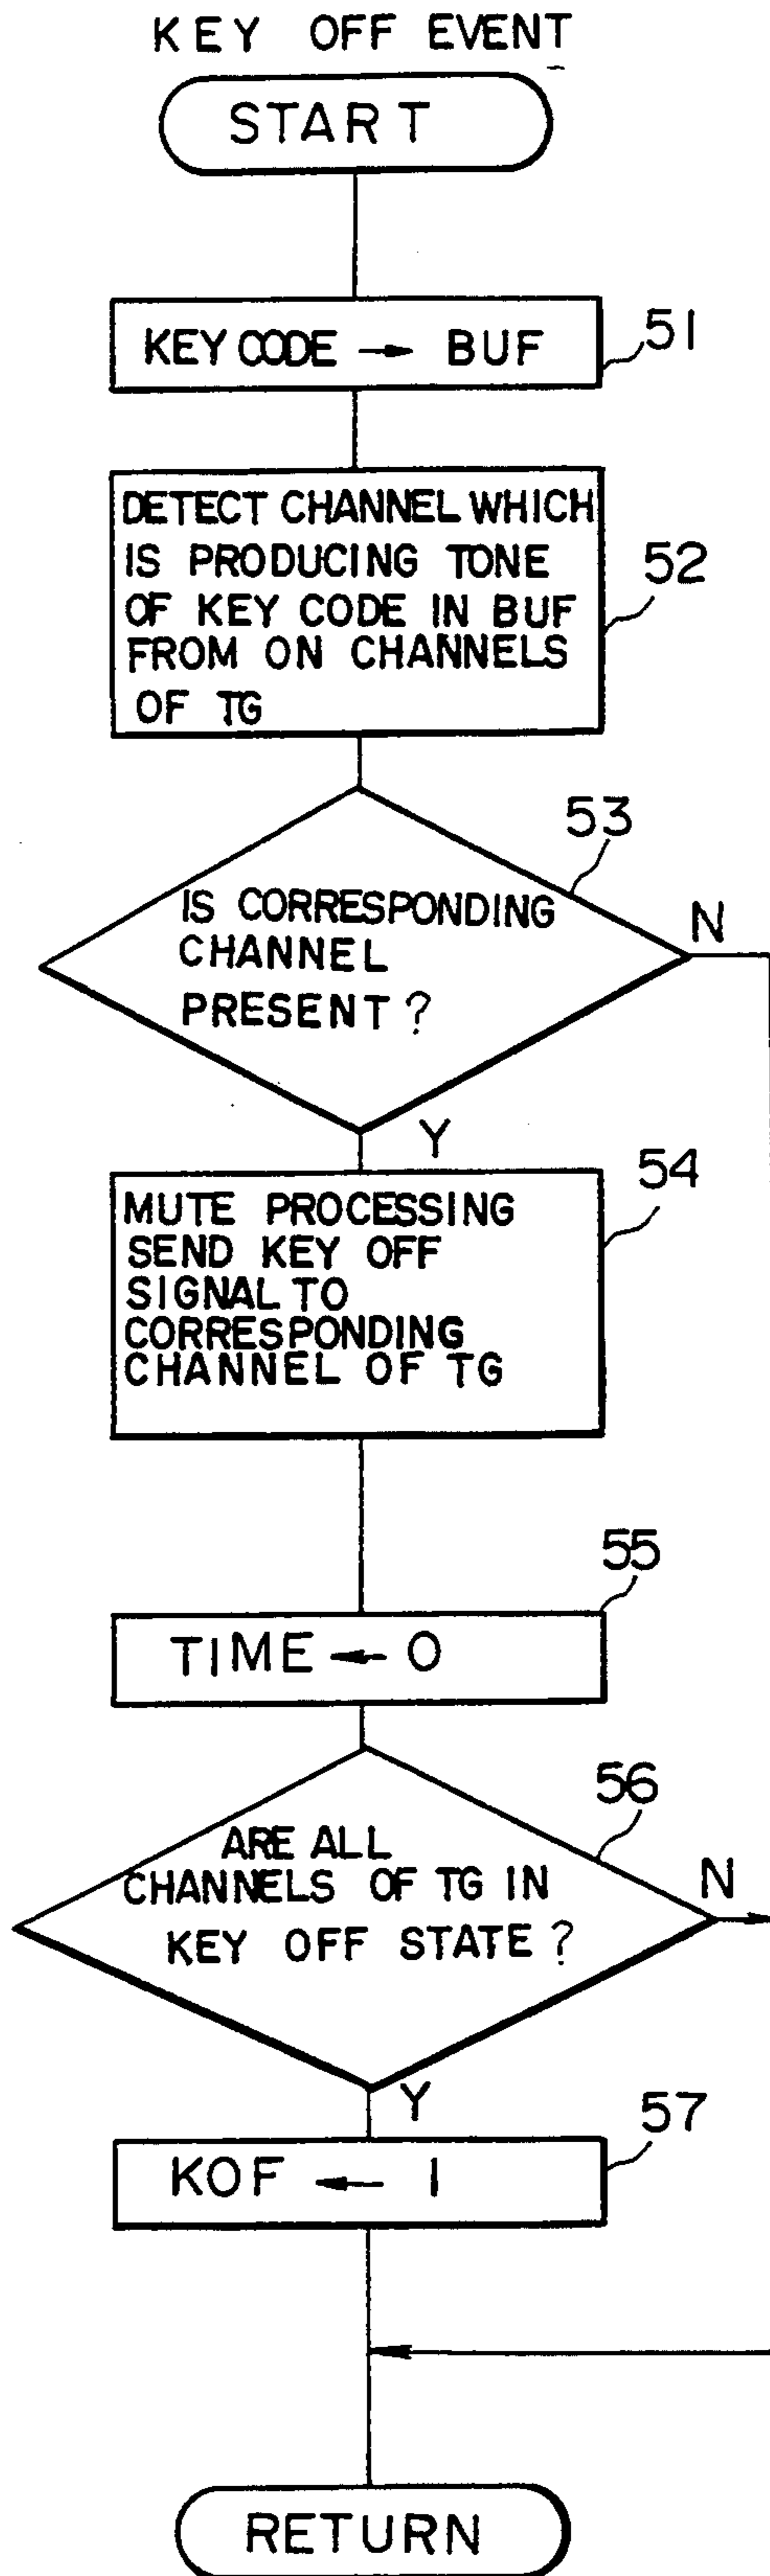 KEY OFF EVENT
START
KEY CODE → BUF
51
DETECT CHANNEL WHICH
IS PRODUCING TONE
OF KEY CODE IN BUF
FROM ON CHANNELS
OF TG
52
53
IS CORRESPONDING
CHANNEL
PRESENT?
N
Y
54
MUTE PROCESSING
SEND KEY OFF
SIGNAL TO
CORRESPONDING
CHANNEL OF TG
55
TIME ← 0
56
ARE ALL
CHANNELS OF TG IN
KEY OFF STATE?
N
Y
57
KOF ← 1
RETURN